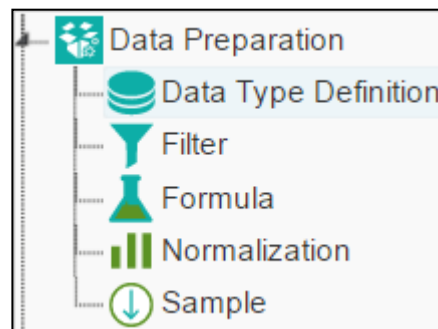 Data Preparation
Data Type Definition
Filter
Formula
Normalization
Sample